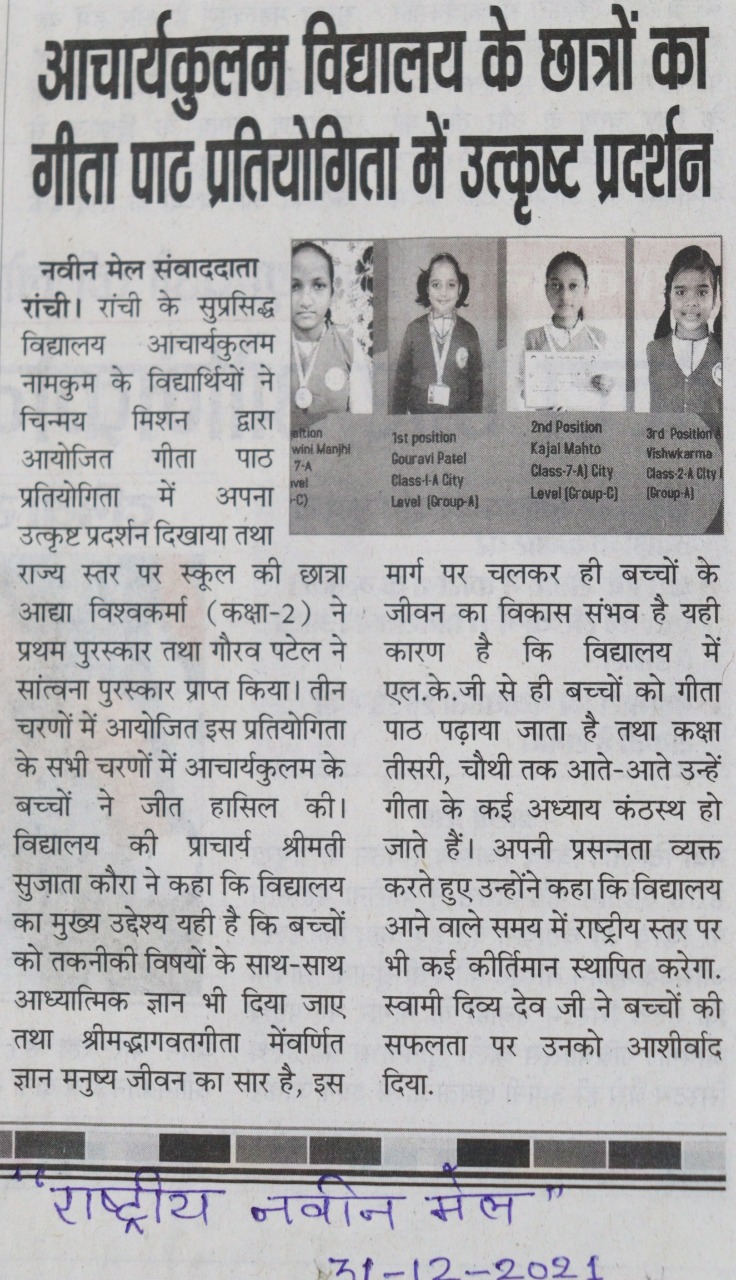 आचार्यकुलम विद्यालय के छात्रों का
गीता पाठ प्रतियोगिता में उत्कृष्ट प्रदर्शन
नवीन मेल संवाददाता
रांची। रांची के सुप्रसिद्ध
विद्यालय आचार्यकुलम
नामकुम के विद्यार्थियों ने
चिन्मय मिशन द्वारा
आयोजित गीता पाठ
प्रतियोगिता में अपना
उत्कृष्ट प्रदर्शन दिखाया तथा
राज्य स्तर पर स्कूल की छात्रा
आद्या विश्वकर्मा (कक्षा-2) ने
प्रथम पुरस्कार तथा गौरव पटेल ने
सांत्वना पुरस्कार प्राप्त किया। तीन
चरणों में आयोजित इस प्रतियोगिता
के सभी चरणों में आचार्यकुलम के
बच्चों ने जीत हासिल की।
विद्यालय की प्राचार्य श्रीमती
सुजाता कौरा ने कहा कि विद्यालय
का मुख्य उद्देश्य यही है कि बच्चों
को तकनीकी विषयों के साथ-साथ
आध्यात्मिक ज्ञान भी दिया जाए
तथा श्रीमद्भागवतगीता मेंवर्णित
ज्ञान मनुष्य जीवन का सार है, इस
ition
wini Manjhi
7-A
vel
-C)
1st position
Gouravi Patel
Class-I-A City
Level (Group-A)
2nd Position
Kajal Mahto
Class-7-A) City
Level (Group-C)
3rd Position
Vishwkarma
Class-2-A City
(Group-A)
मार्ग पर चलकर ही बच्चों के
जीवन का विकास संभव है यही
कारण है कि विद्यालय में
एल.के.जी से ही बच्चों को गीता
पाठ पढ़ाया जाता है तथा कक्षा
तीसरी, चौथी तक आते-आते उन्हें
गीता के कई अध्याय कंठस्थ हो
जाते हैं। अपनी प्रसन्नता व्यक्त
करते हुए उन्होंने कहा कि विद्यालय
आने वाले समय में राष्ट्रीय स्तर पर
भी कई कीर्तिमान स्थापित करेगा.
स्वामी दिव्य देव जी ने बच्चों की
सफलता पर उनको आशीर्वाद
दिया.
"राष्ट्रीय नवीन मेल"
31-12-2021